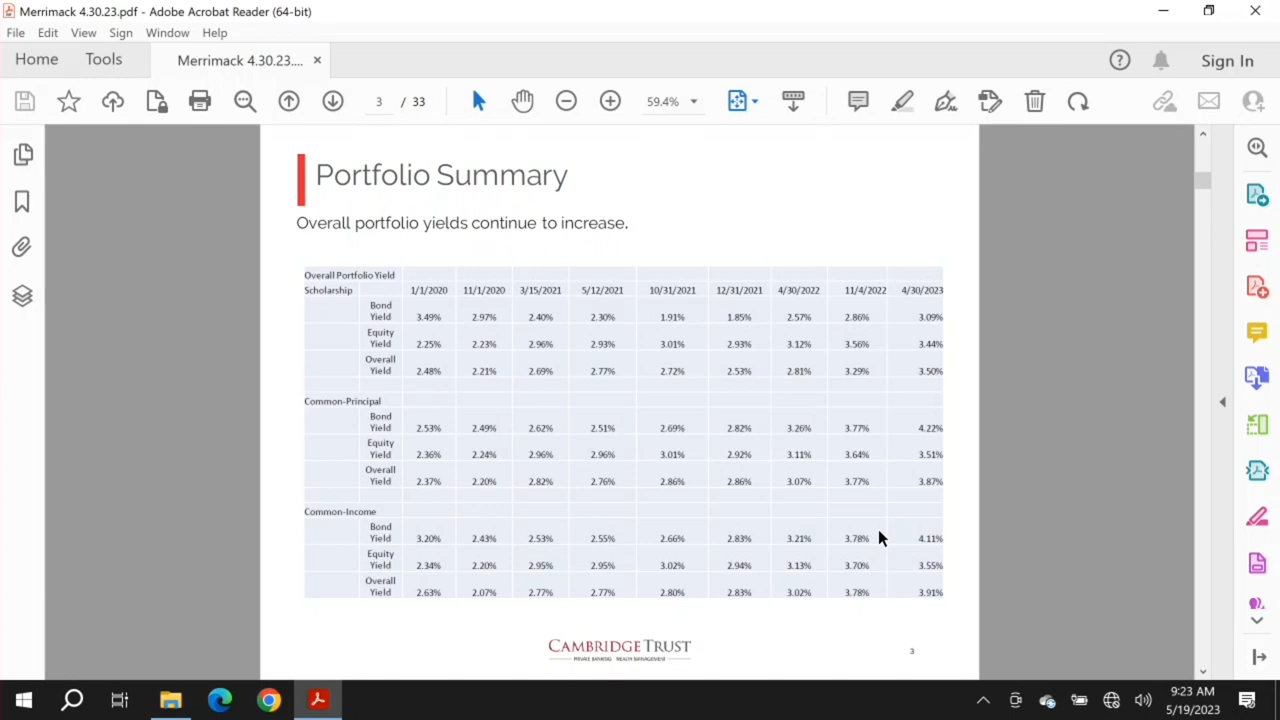 Merrimack 4.30.23.pdf - Adobe Acrobat Reader (64-bit)
File Edit View Sign Window Help
Home Tools Merrimack 4.30.23.... × Sign In
3 / 33 59.4%
Portfolio Summary
Overall portfolio yields continue to increase.
Overall Portfolio Yield
Scholarship 1/1/2020 11/1/2020 3/15/2021 5/12/2021 10/31/2021 12/31/2021 4/30/2022 11/4/2022 4/30/2023
Bond
Yield 3.49% 2.97% 2.40% 2.30% 1.91% 1.85% 2.57% 2.86% 3.09%
Equity
Yield 2.25% 2.23% 2.96% 2.93% 3.01% 2.93% 3.12% 3.56% 3.44%
Overall
Yield 2.48% 2.21% 2.69% 2.77% 2.72% 2.53% 2.81% 3.29% 3.50%
Common-Principal
Bond
Yield 2.53% 2.49% 2.62% 2.51% 2.69% 2.82% 3.26% 3.77% 4.22%
Equity
Yield 2.36% 2.24% 2.96% 2.96% 3.01% 2.92% 3.11% 3.64% 3.51%
Overall
Yield 2.37% 2.20% 2.82% 2.76% 2.86% 2.86% 3.07% 3.77% 3.87%
Common-Income
Bond
Yield 3.20% 2.43% 2.53% 2.55% 2.66% 2.83% 3.21% 3.78% 4.11%
Equity
Yield 2.34% 2.20% 2.95% 2.95% 3.02% 2.94% 3.13% 3.70% 3.55%
Overall
Yield 2.63% 2.07% 2.77% 2.77% 2.80% 2.83% 3.02% 3.78% 3.91%
CAMBRIDGE TRUST
PRIVATE BANKING WEALTH MANAGEMENT
3
9:23 AM
5/19/2023